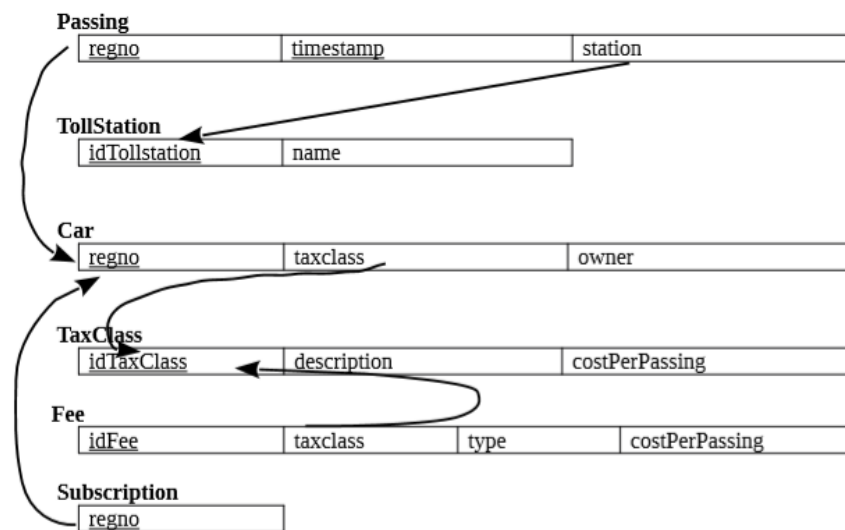 Passing
regno timestamp station
TollStation
idTollstation name
Car
regno taxclass owner
TaxClass
idTaxClass description costPerPassing
Fee
idFee taxclass type costPerPassing
Subscription
regno